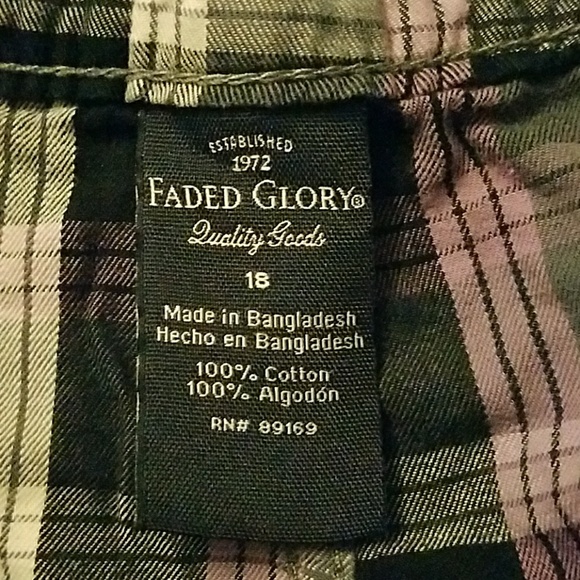 ESTABLISHED
1972
FADED GLORY®
Quality Goods
18
Made in Bangladesh
Hecho en Bangladesh
100% Cotton
100% Algodón
RN# 89169